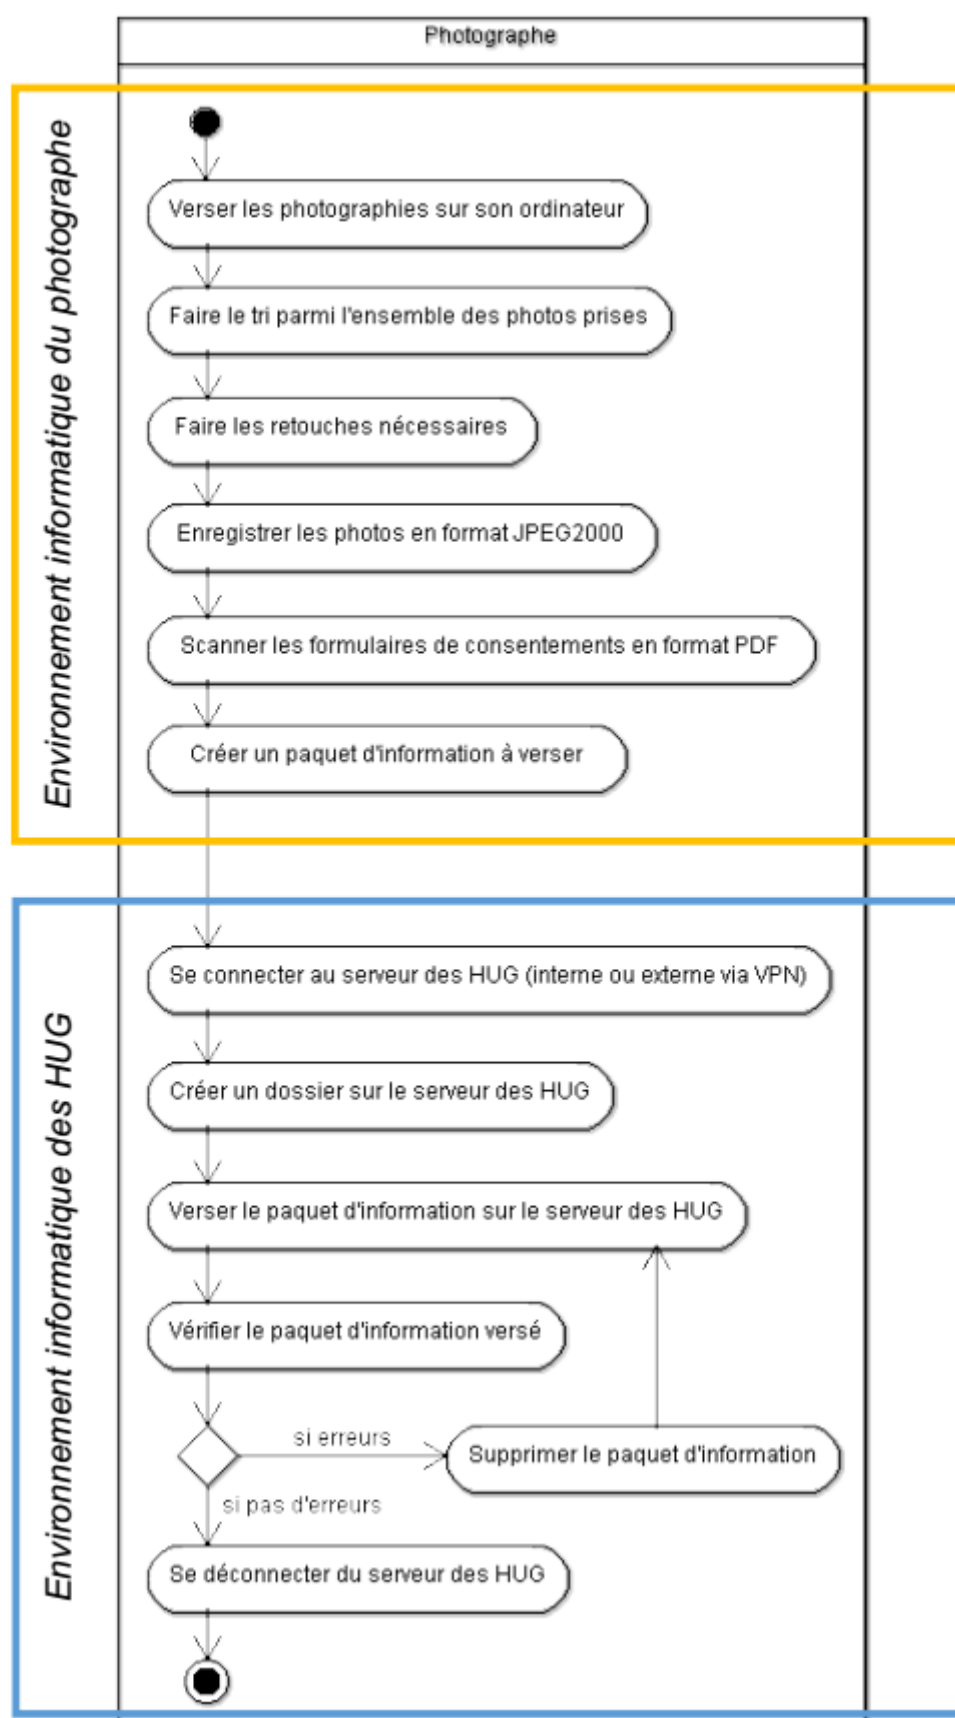 Photographe
Environnement informatique du photographe
Verser les photographies sur son ordinateur
Faire le tri parmi l'ensemble des photos prises
Faire les retouches nécessaires
Enregistrer les photos en format JPEG2000
Scanner les formulaires de consentements en format PDF
Créer un paquet d'information à verser
Environnement informatique des HUG
Se connecter au serveur des HUG (interne ou externe via VPN)
Créer un dossier sur le serveur des HUG
Verser le paquet d'information sur le serveur des HUG
Vérifier le paquet d'information versé
si erreurs
Supprimer le paquet d'information
si pas d'erreurs
Se déconnecter du serveur des HUG